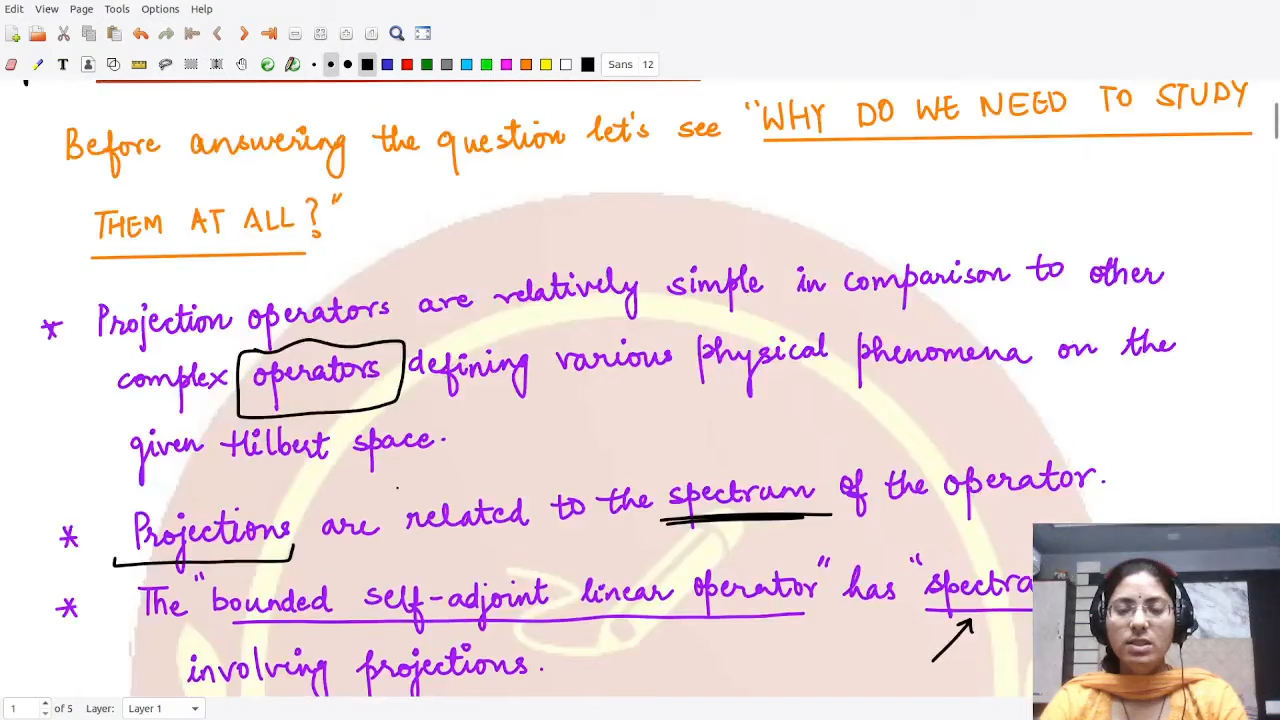 Edit View Page Tools Options Help
Sans 12
Before answering the question let's see "WHY DO WE NEED TO STUDY
THEM AT ALL?"
* Projection operators are relatively simple in comparison to other
complex operators defining various physical phenomena on the
given Hilbert space.
* Projections are related to the spectrum of the operator.
* The "bounded self-adjoint linear operator" has "spectra
involving projections.
1 of 5 Layer: Layer 1